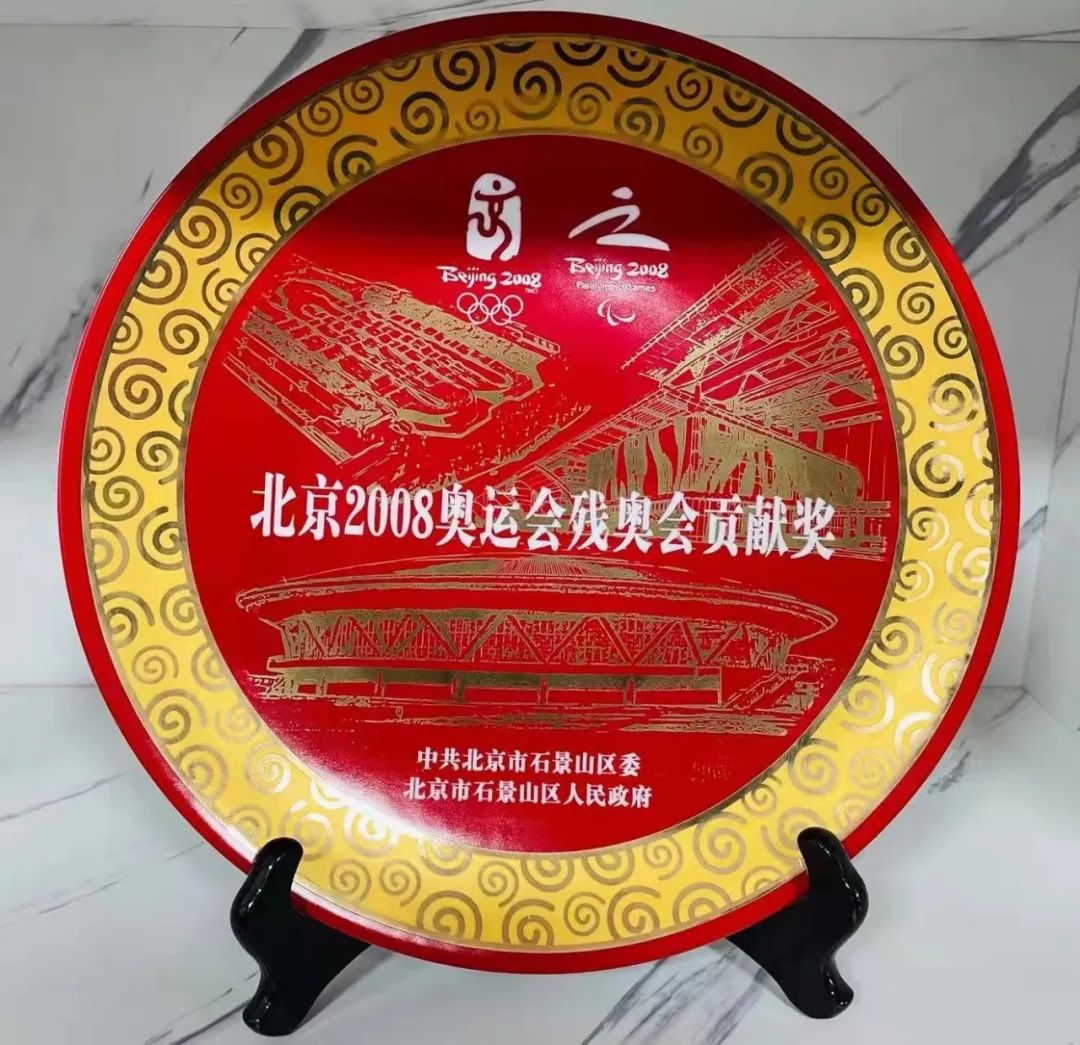 Beijing 2008
Beijing 2008
Paralympic Games
北京2008奥运会残奥会贡献奖
中共北京市石景山区委
北京市石景山区人民政府